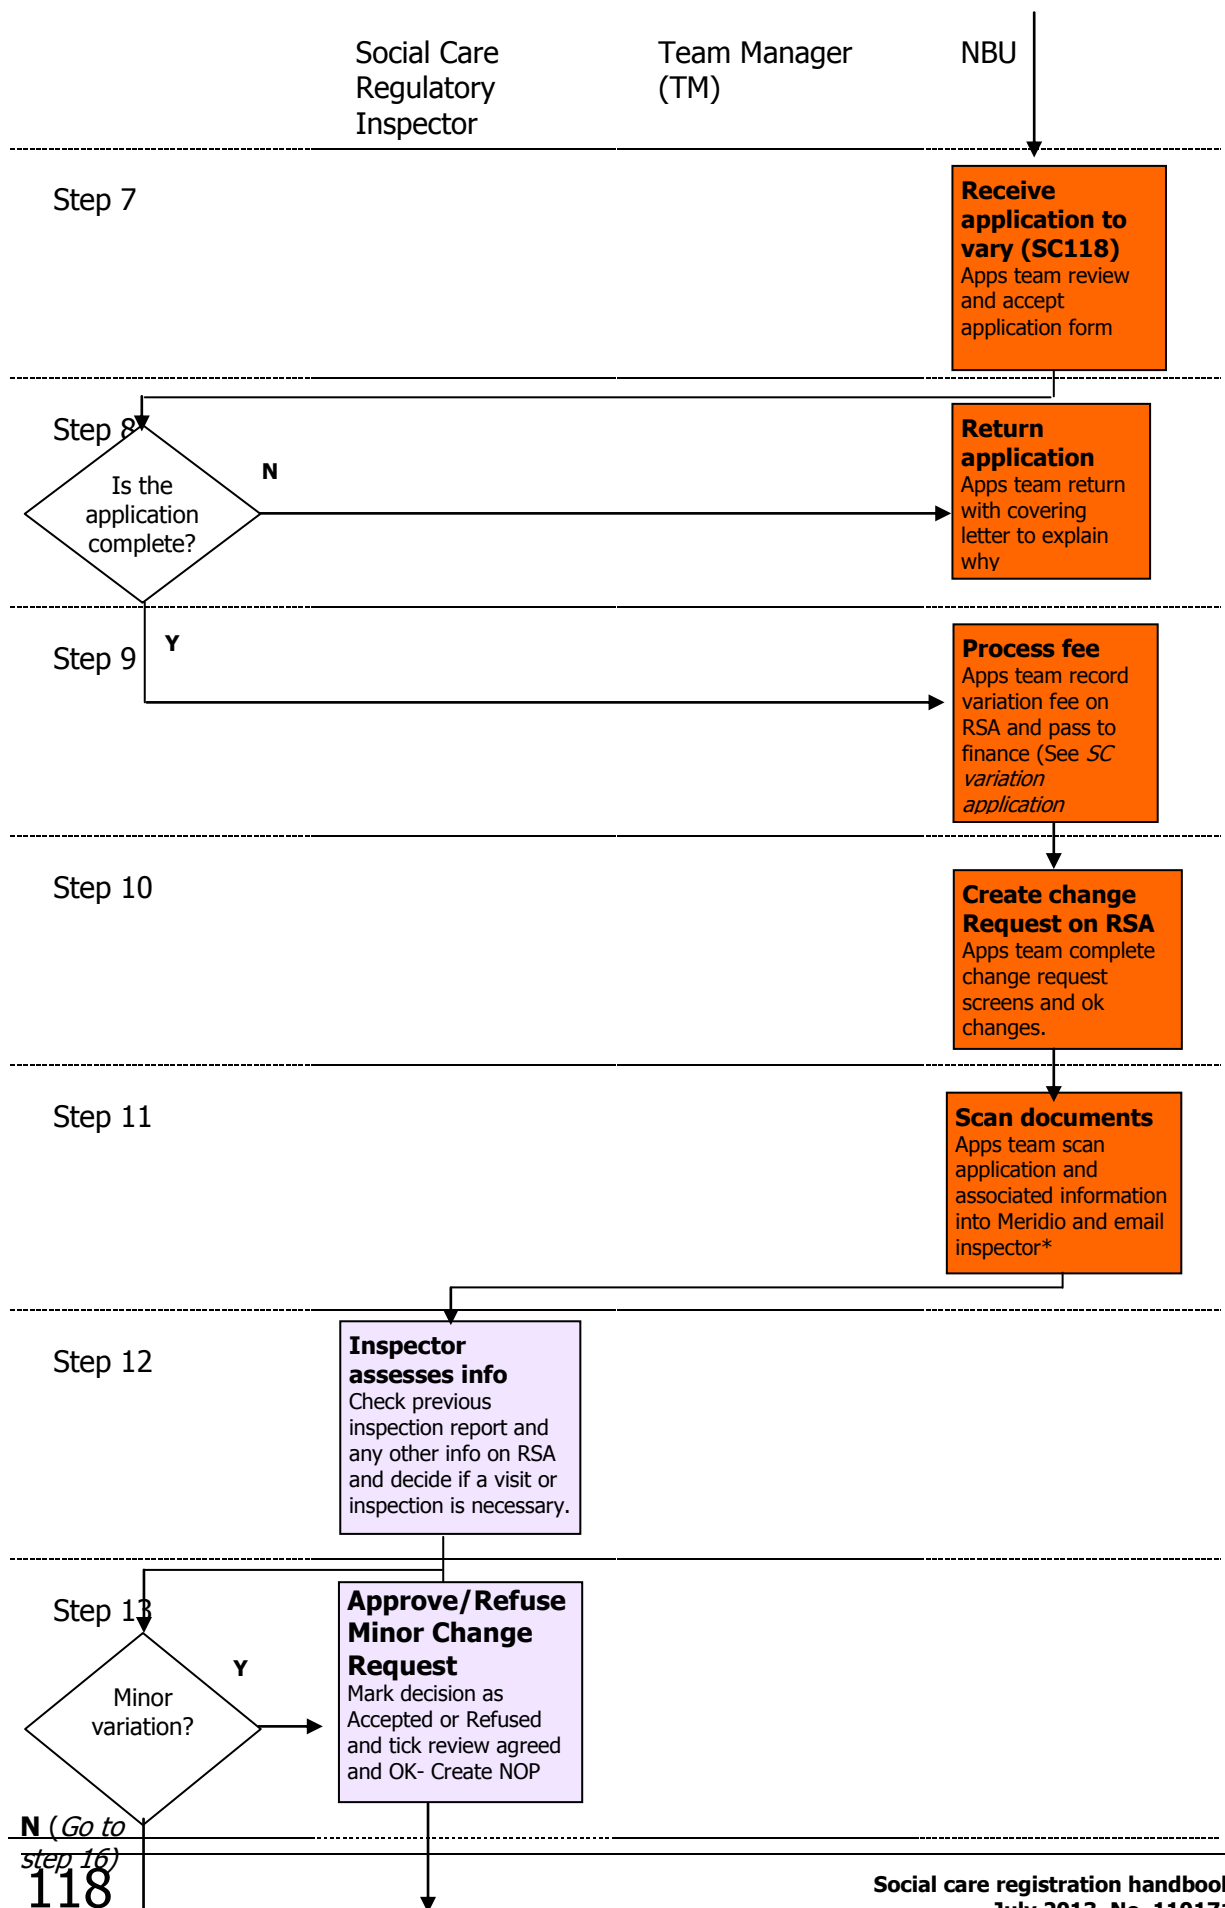 Social Care
Regulatory
Inspector
Team Manager
(TM)
NBU
Step 7
Receive
application to
vary (SC118)
Apps team review
and accept
application form
Step 8
Is the
application
complete?
N
Return
application
Apps team return
with covering
letter to explain
why
Y
Step 9
Process fee
Apps team record
variation fee on
RSA and pass to
finance (See SC
variation
application
Step 10
Create change
Request on RSA
Apps team complete
change request
screens and ok
changes.
Step 11
Scan documents
Apps team scan
application and
associated information
into Meridio and email
inspector*
Step 12
Inspector
assesses info
Check previous
inspection report and
any other info on RSA
and decide if a visit or
inspection is necessary.
Step 13
Minor
variation?
Y
Approve/Refuse
Minor Change
Request
Mark decision as
Accepted or Refused
and tick review agreed
and OK- Create NOP
N (Go to
step 16)
118
Social care registration handbook
July 2013, No. 11017